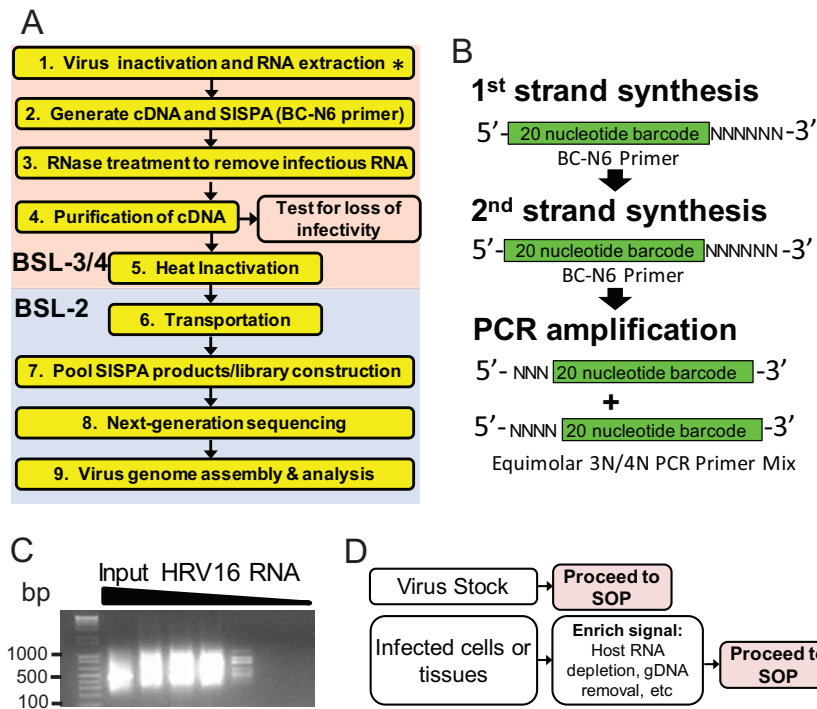 A
1. Virus inactivation and RNA extraction *
2. Generate cDNA and SISPA (BC-N6 primer)
3. RNase treatment to remove infectious RNA
4. Purification of cDNA
Test for loss of
infectivity
BSL-3/4
5. Heat Inactivation
BSL-2
6. Transportation
7. Pool SISPA products/library construction
8. Next-generation sequencing
9. Virus genome assembly & analysis
B
1st strand synthesis
5’- 20 nucleotide barcode NNNNNN -3’
BC-N6 Primer
2nd strand synthesis
5’- 20 nucleotide barcode NNNNNN -3’
BC-N6 Primer
PCR amplification
5’- NNN 20 nucleotide barcode -3’
+
5’- NNNN 20 nucleotide barcode -3’
Equimolar 3N/4N PCR Primer Mix
C
Input HRV16 RNA
bp
1000
500
100
D
Virus Stock
Proceed to
SOP
Infected cells or
tissues
Enrich signal:
Host RNA
depletion, gDNA
removal, etc
Proceed to
SOP